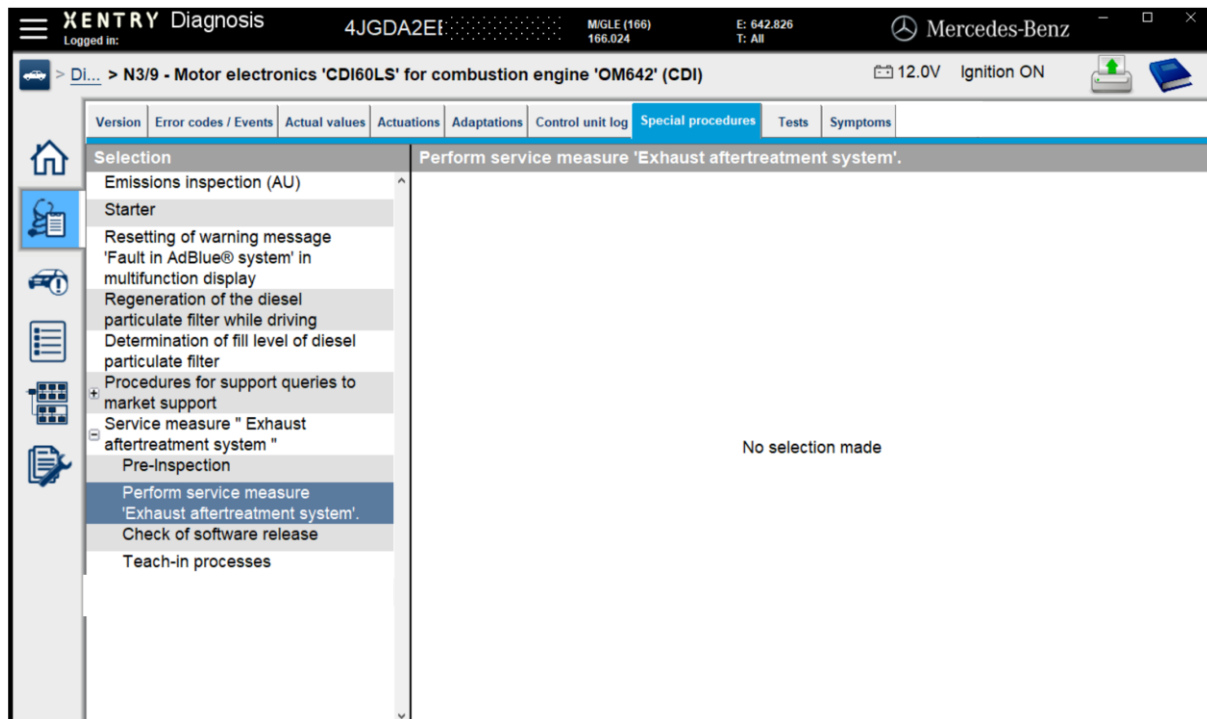 XENTRY Diagnosis
Logged in:
4JGDA2EE
M/GLE (166)
166.024
E: 642.826
T: All
Mercedes-Benz
> Di... > N3/9 - Motor electronics 'CDI60LS' for combustion engine 'OM642' (CDI)
12.0V Ignition ON
Version Error codes / Events Actual values Actuations Adaptations Control unit log Special procedures Tests Symptoms
Selection
Perform service measure 'Exhaust aftertreatment system'.
Emissions inspection (AU)
Starter
Resetting of warning message
'Fault in AdBlue® system' in
multifunction display
Regeneration of the diesel
particulate filter while driving
Determination of fill level of diesel
particulate filter
Procedures for support queries to
market support
Service measure " Exhaust
aftertreatment system "
Pre-Inspection
Perform service measure
'Exhaust aftertreatment system'.
Check of software release
Teach-in processes
No selection made